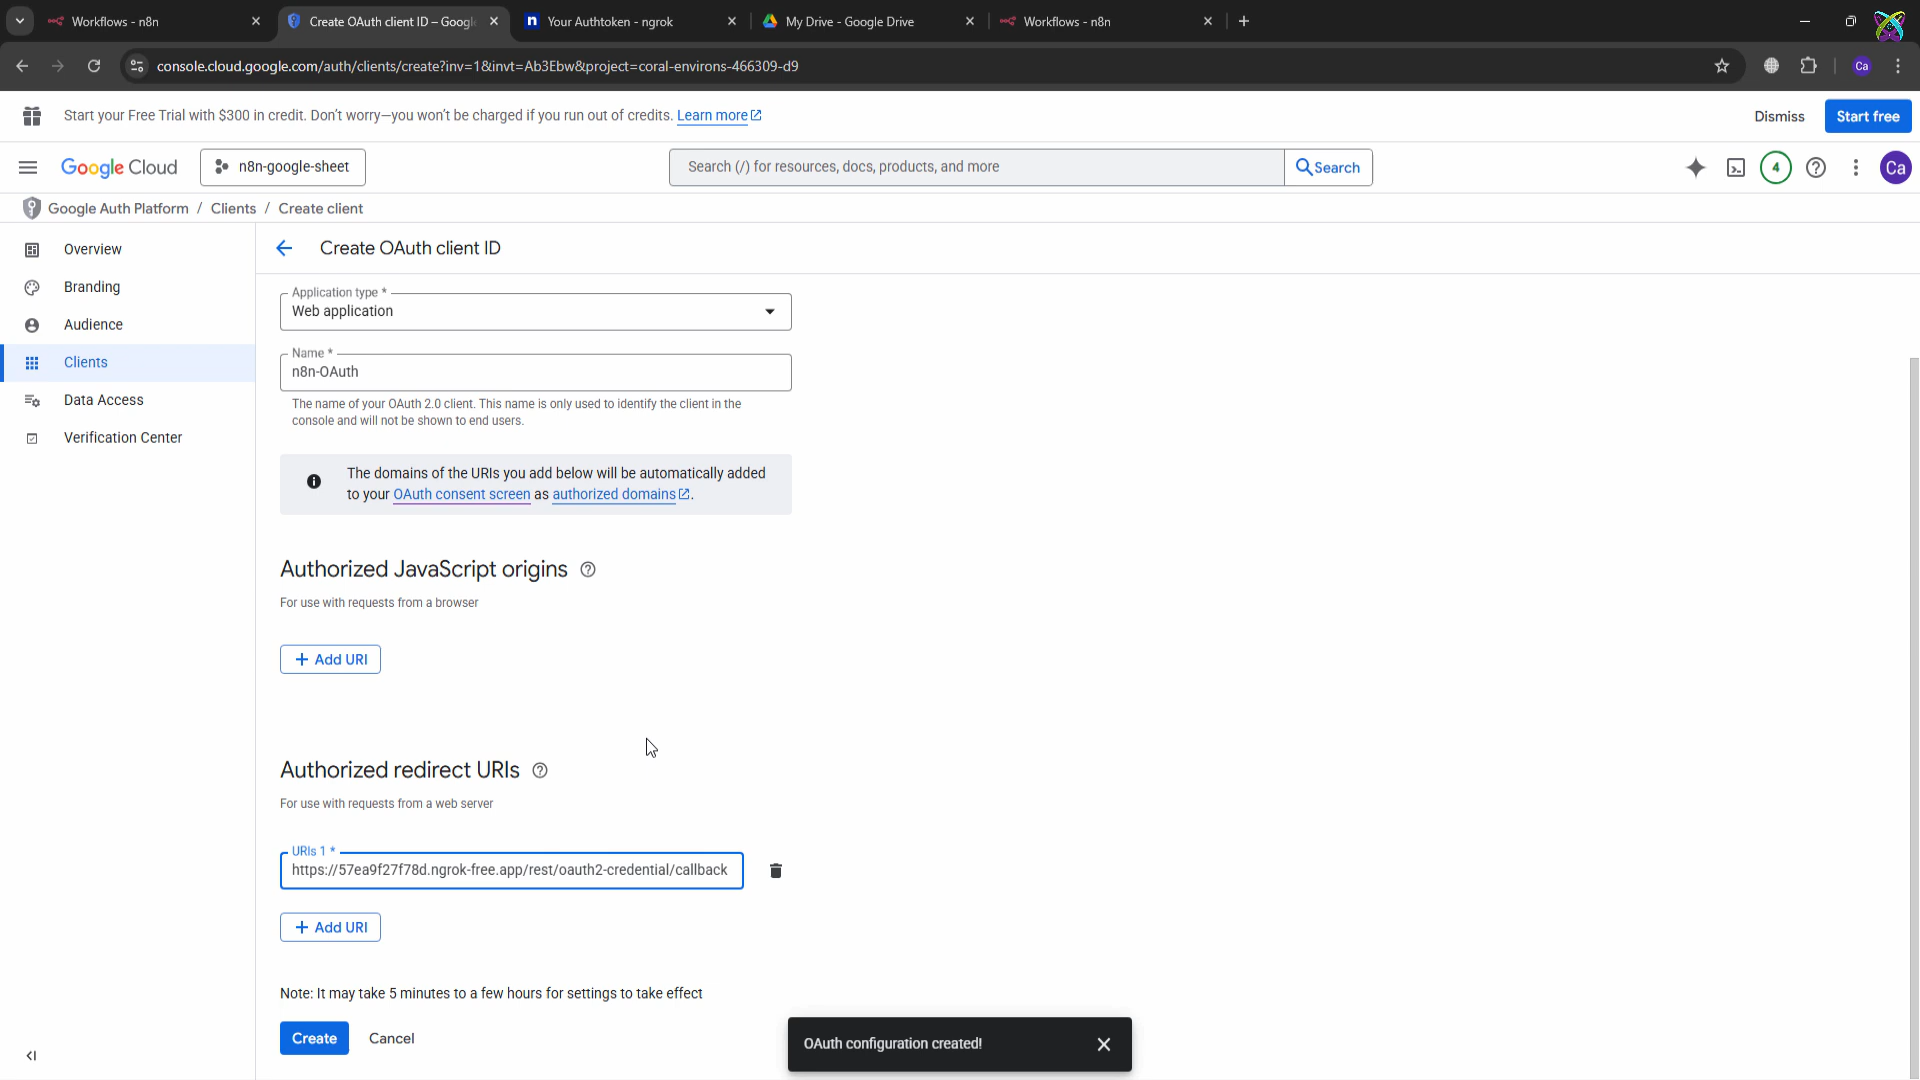 Workflows - n8n
Create OAuth client ID – Googl
n Your Authtoken - ngrok
My Drive - Google Drive
Workflows - n8n
console.cloud.google.com/auth/clients/create?inv=1&invt=Ab3Ebw&project=coral-environs-466309-d9
Ca
Start your Free Trial with $300 in credit. Don't worry—you won't be charged if you run out of credits. Learn more
Dismiss
Start free
Google Cloud
n8n-google-sheet
Search (/) for resources, docs, products, and more
Search
4
Ca
Google Auth Platform / Clients / Create client
Overview
Branding
Audience
Clients
Data Access
Verification Center
Create OAuth client ID
Application type *
Web application
Name *
n8n-OAuth
The name of your OAuth 2.0 client. This name is only used to identify the client in the
console and will not be shown to end users.
The domains of the URIs you add below will be automatically added
to your OAuth consent screen as authorized domains.
Authorized JavaScript origins
For use with requests from a browser
+ Add URI
Authorized redirect URIs
For use with requests from a web server
URIs 1 *
https://57ea9f27f78d.ngrok-free.app/rest/oauth2-credential/callback
+ Add URI
Note: It may take 5 minutes to a few hours for settings to take effect
Create
Cancel
OAuth configuration created!